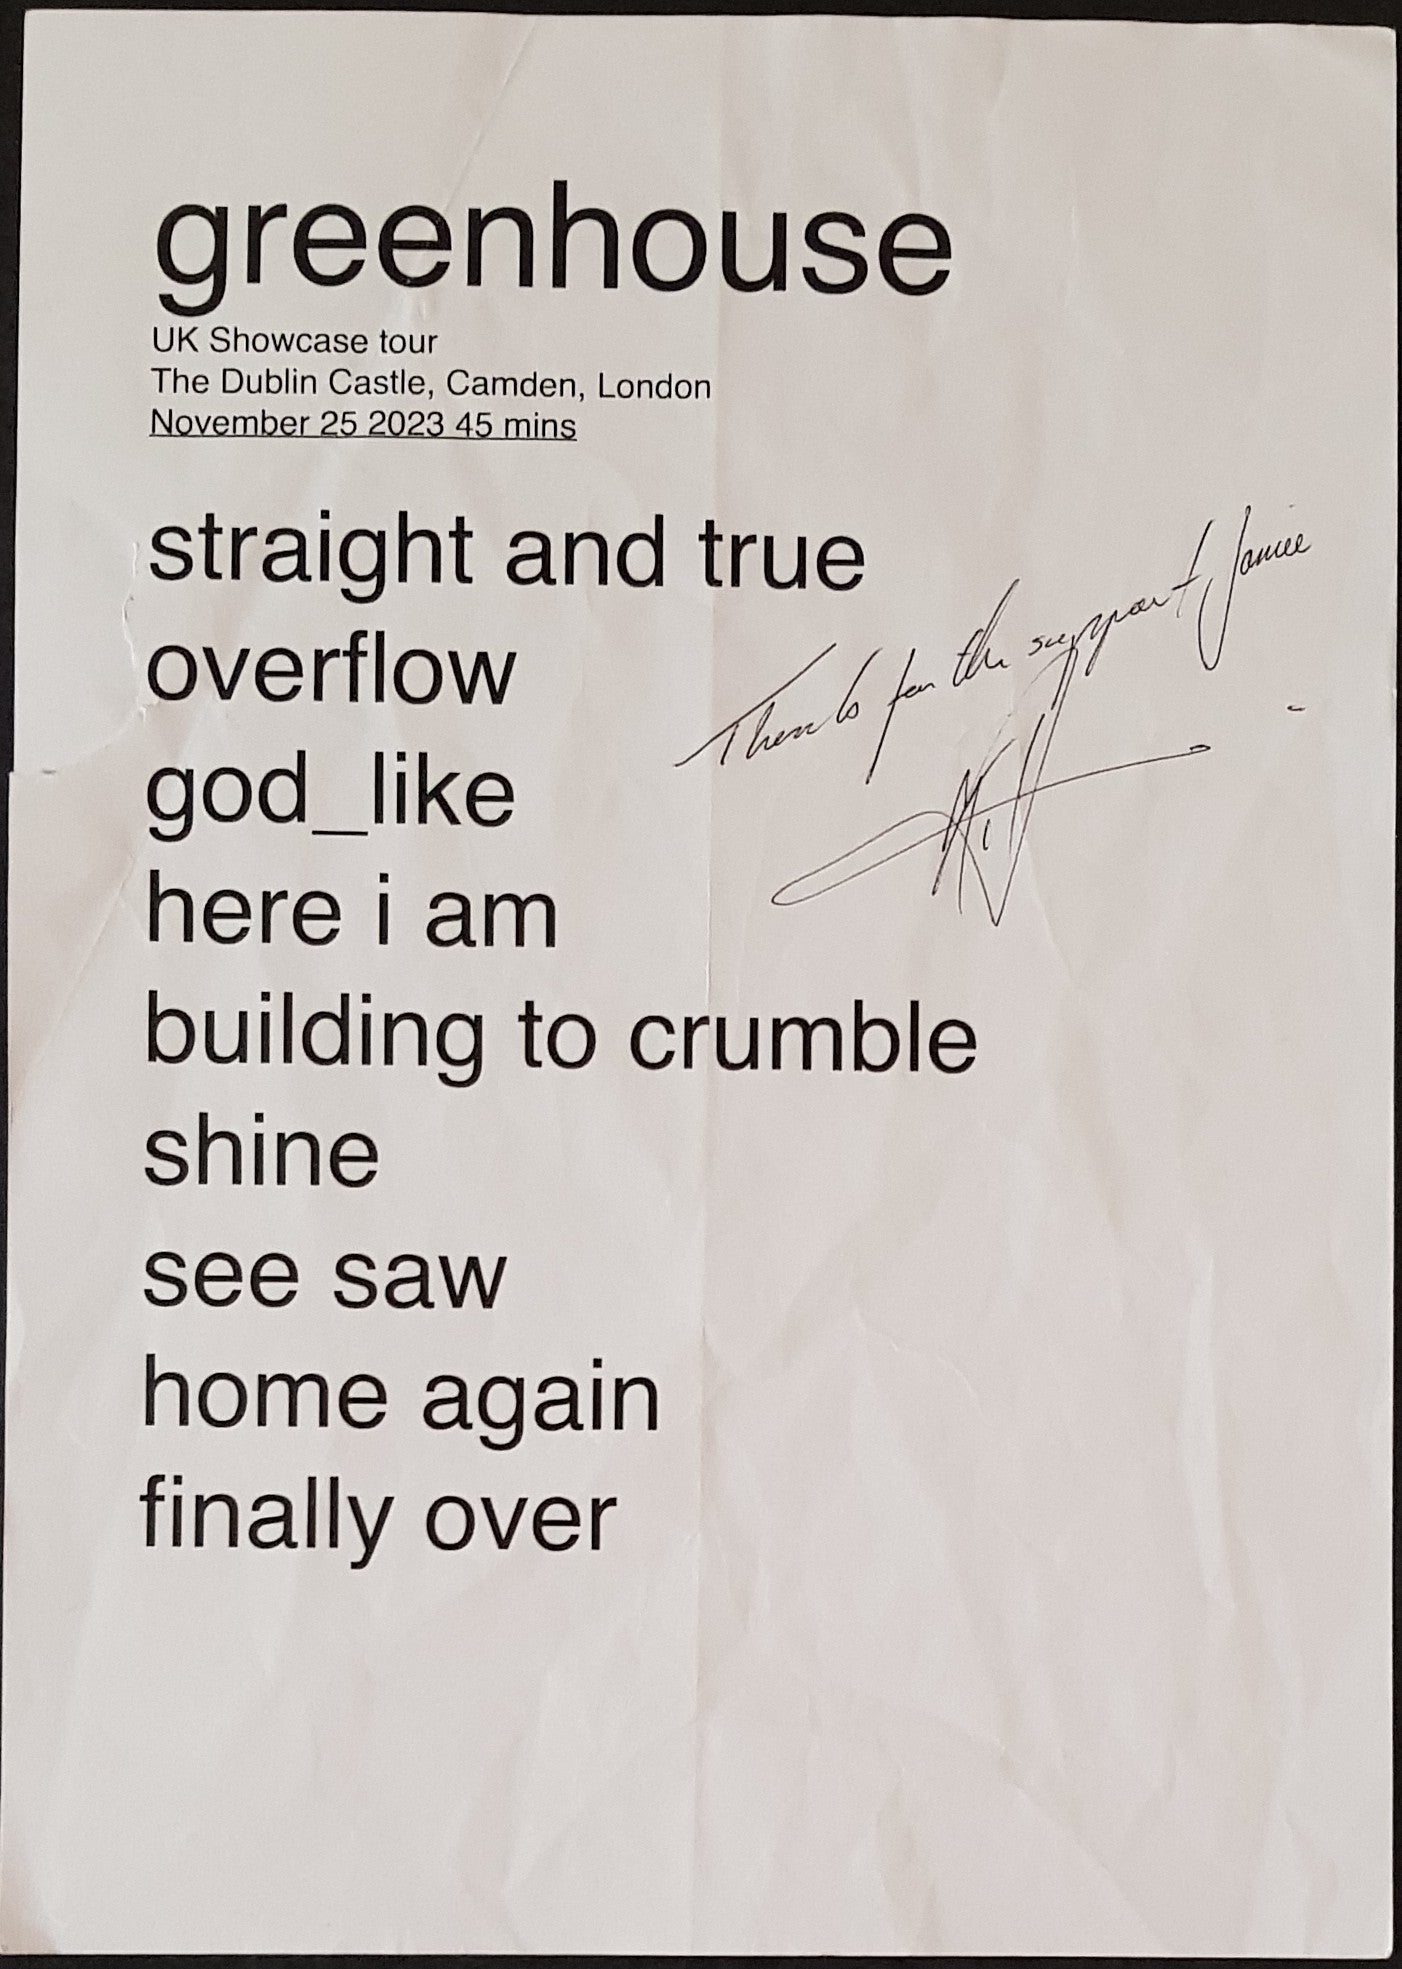 greenhouse
UK Showcase tour
The Dublin Castle, Camden, London
November 25 2023 45 mins
straight and true
overflow
god_like
here i am
building to crumble
shine
see saw
home again
finally over
Thanks for the support, Jamiee